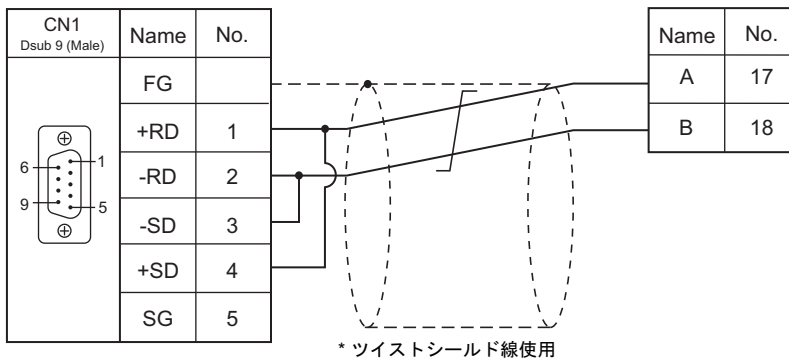 CN1
Dsub 9 (Male)
Name No.
FG
+RD 1
-RD 2
-SD 3
+SD 4
SG 5
6 1
9 5
Name No.
A 17
B 18
* ツイストシールド線使用